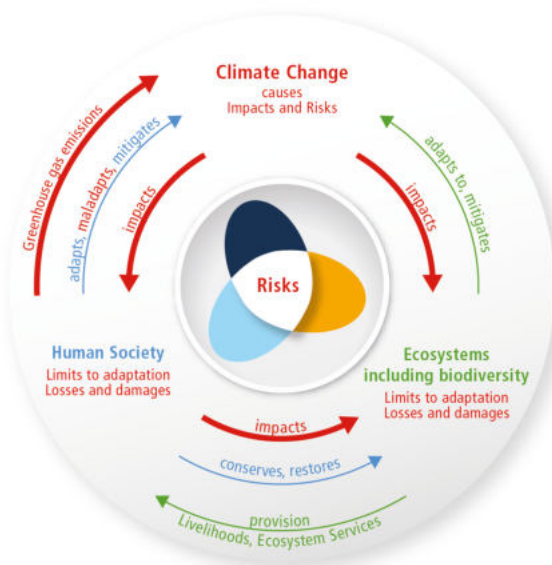 Climate Change
causes
Impacts and Risks
Greenhouse gas emissions
adapts, maladapts, mitigates
impacts
impacts
adapts to, mitigates
Risks
Human Society
Limits to adaptation
Losses and damages
Ecosystems
including biodiversity
Limits to adaptation
Losses and damages
impacts
conserves, restores
provision
Livelihoods, Ecosystem Services